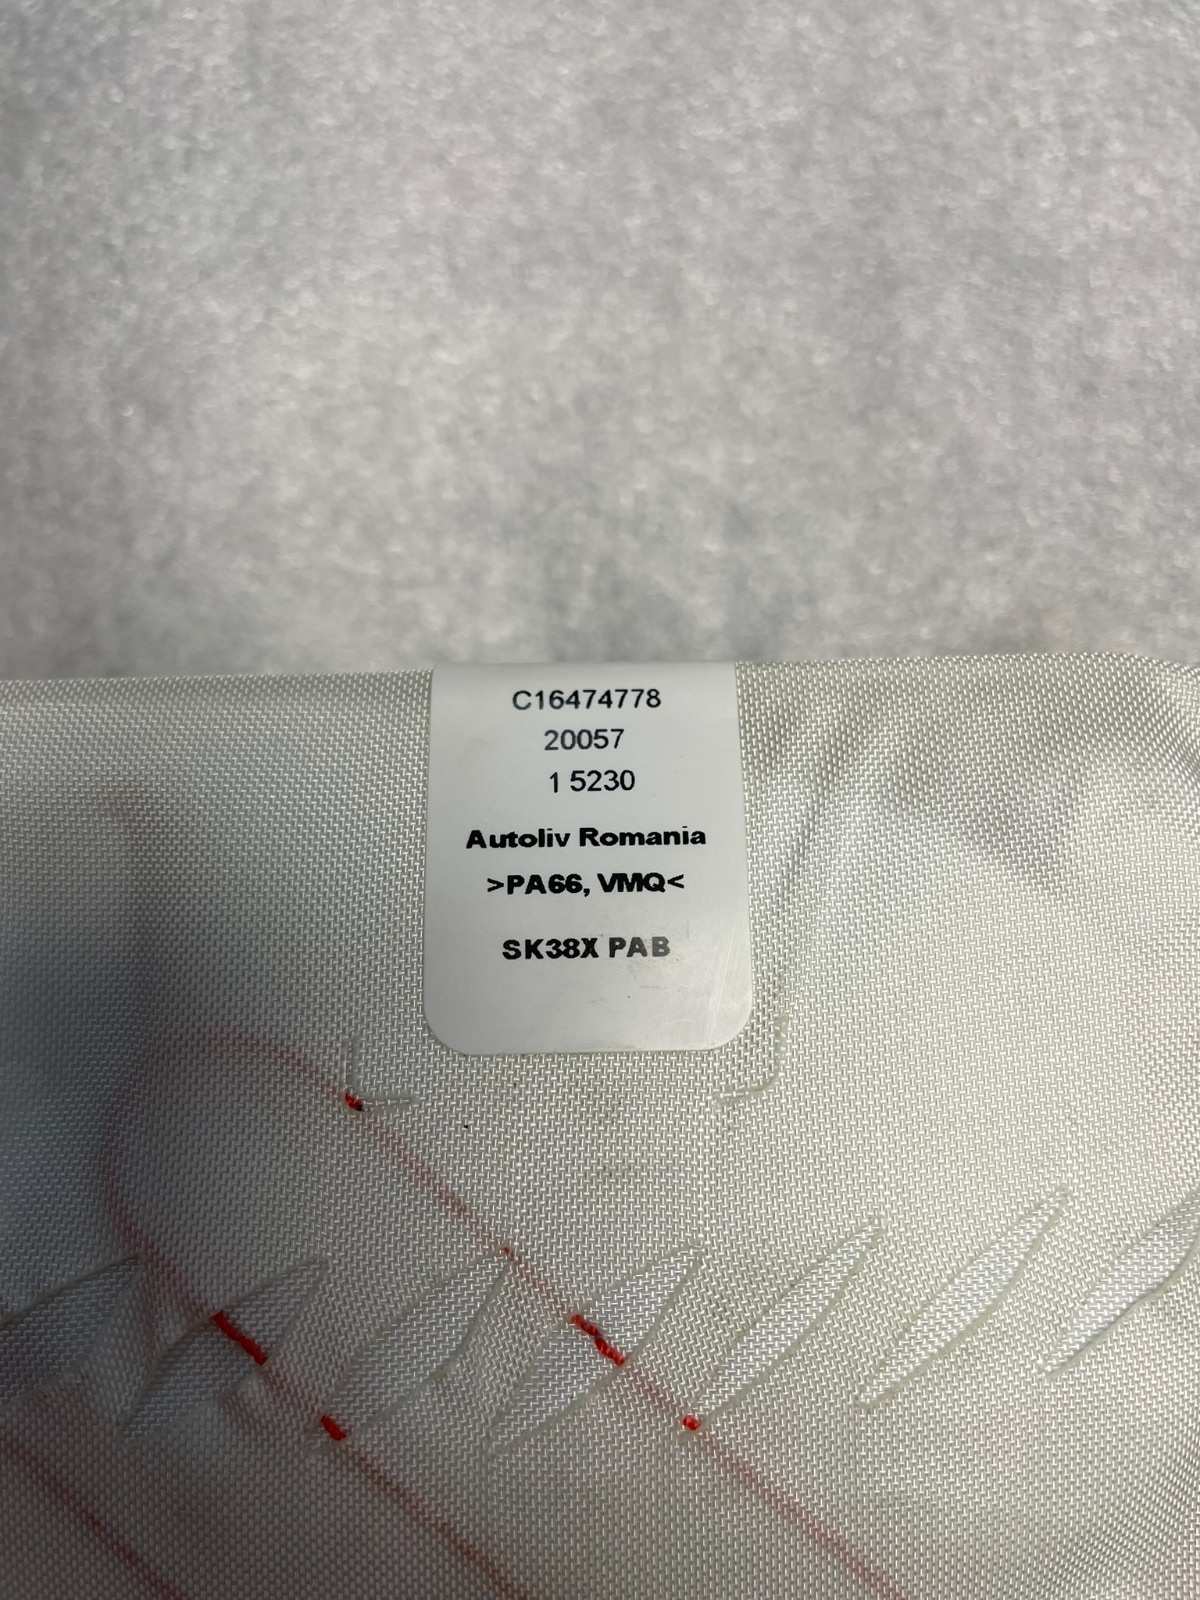 C16474778
20057
1 5230
Autoliv Romania
>PA66, VMQ<
SK38X PAB